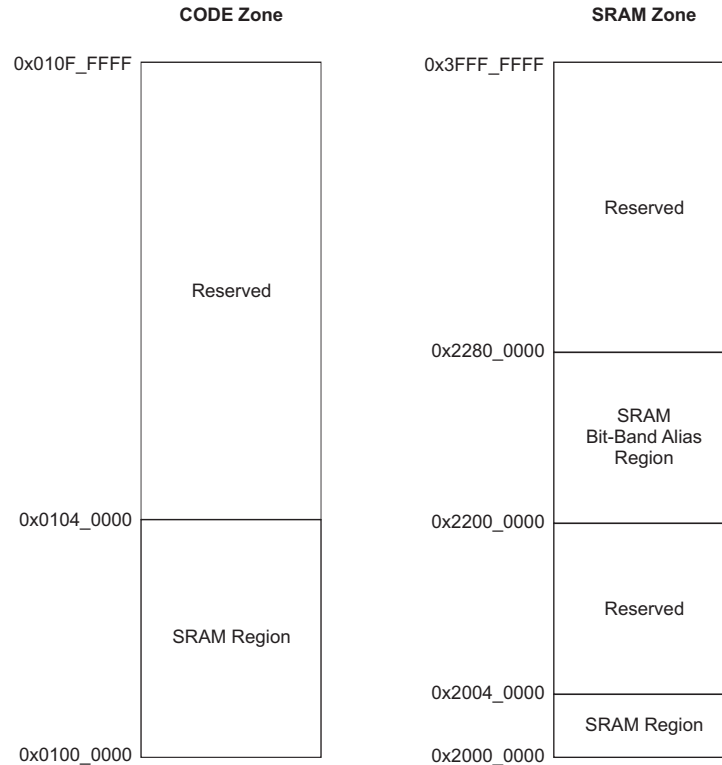 CODE Zone
0x010F_FFFF
Reserved
0x0104_0000
SRAM Region
0x0100_0000
SRAM Zone
0x3FFF_FFFF
Reserved
0x2280_0000
SRAM
Bit-Band Alias
Region
0x2200_0000
Reserved
0x2004_0000
SRAM Region
0x2000_0000